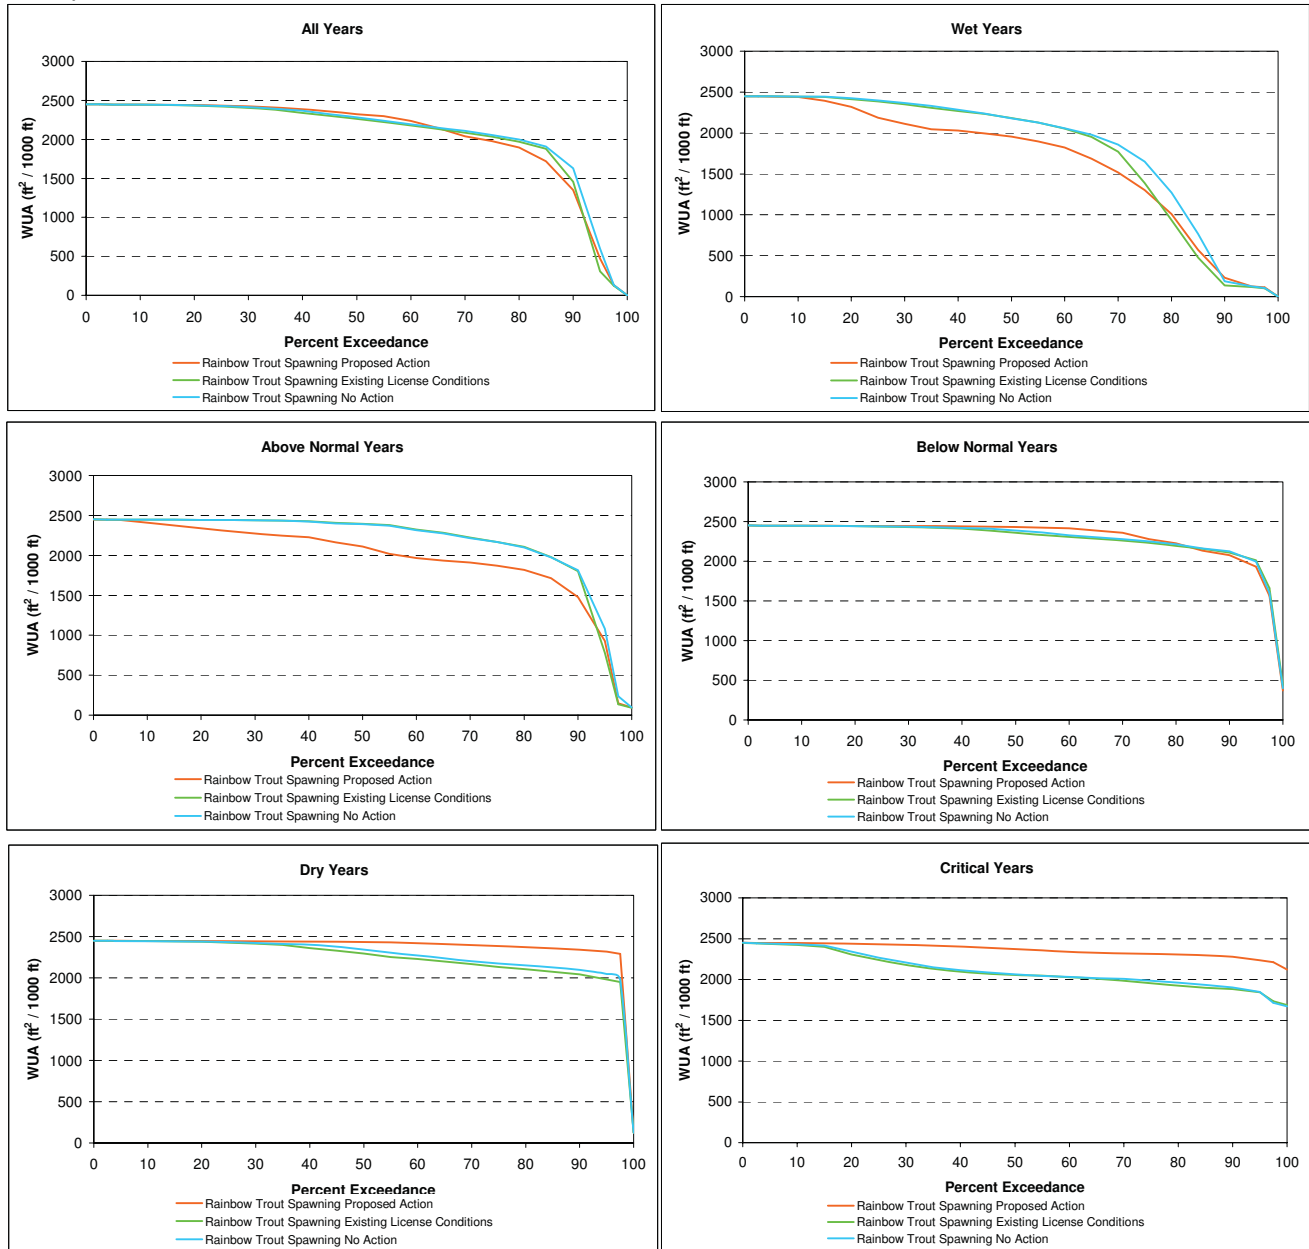 All Years
3000
2500
2000
1500
1000
500
0
WUA (ft² / 1000 ft)
0 10 20 30 40 50 60 70 80 90 100
Percent Exceedance
Rainbow Trout Spawning Proposed Action
Rainbow Trout Spawning Existing License Conditions
Rainbow Trout Spawning No Action
Wet Years
3000
2500
2000
1500
1000
500
0
WUA (ft² / 1000 ft)
0 10 20 30 40 50 60 70 80 90 100
Percent Exceedance
Rainbow Trout Spawning Proposed Action
Rainbow Trout Spawning Existing License Conditions
Rainbow Trout Spawning No Action
Above Normal Years
3000
2500
2000
1500
1000
500
0
WUA (ft² / 1000 ft)
0 10 20 30 40 50 60 70 80 90 100
Percent Exceedance
Rainbow Trout Spawning Proposed Action
Rainbow Trout Spawning Existing License Conditions
Rainbow Trout Spawning No Action
Below Normal Years
3000
2500
2000
1500
1000
500
0
WUA (ft² / 1000 ft)
0 10 20 30 40 50 60 70 80 90 100
Percent Exceedance
Rainbow Trout Spawning Proposed Action
Rainbow Trout Spawning Existing License Conditions
Rainbow Trout Spawning No Action
Dry Years
3000
2500
2000
1500
1000
500
0
WUA (ft² / 1000 ft)
0 10 20 30 40 50 60 70 80 90 100
Percent Exceedance
Rainbow Trout Spawning Proposed Action
Rainbow Trout Spawning Existing License Conditions
Rainbow Trout Spawning No Action
Critical Years
3000
2500
2000
1500
1000
500
0
WUA (ft² / 1000 ft)
0 10 20 30 40 50 60 70 80 90 100
Percent Exceedance
Rainbow Trout Spawning Proposed Action
Rainbow Trout Spawning Existing License Conditions
Rainbow Trout Spawning No Action